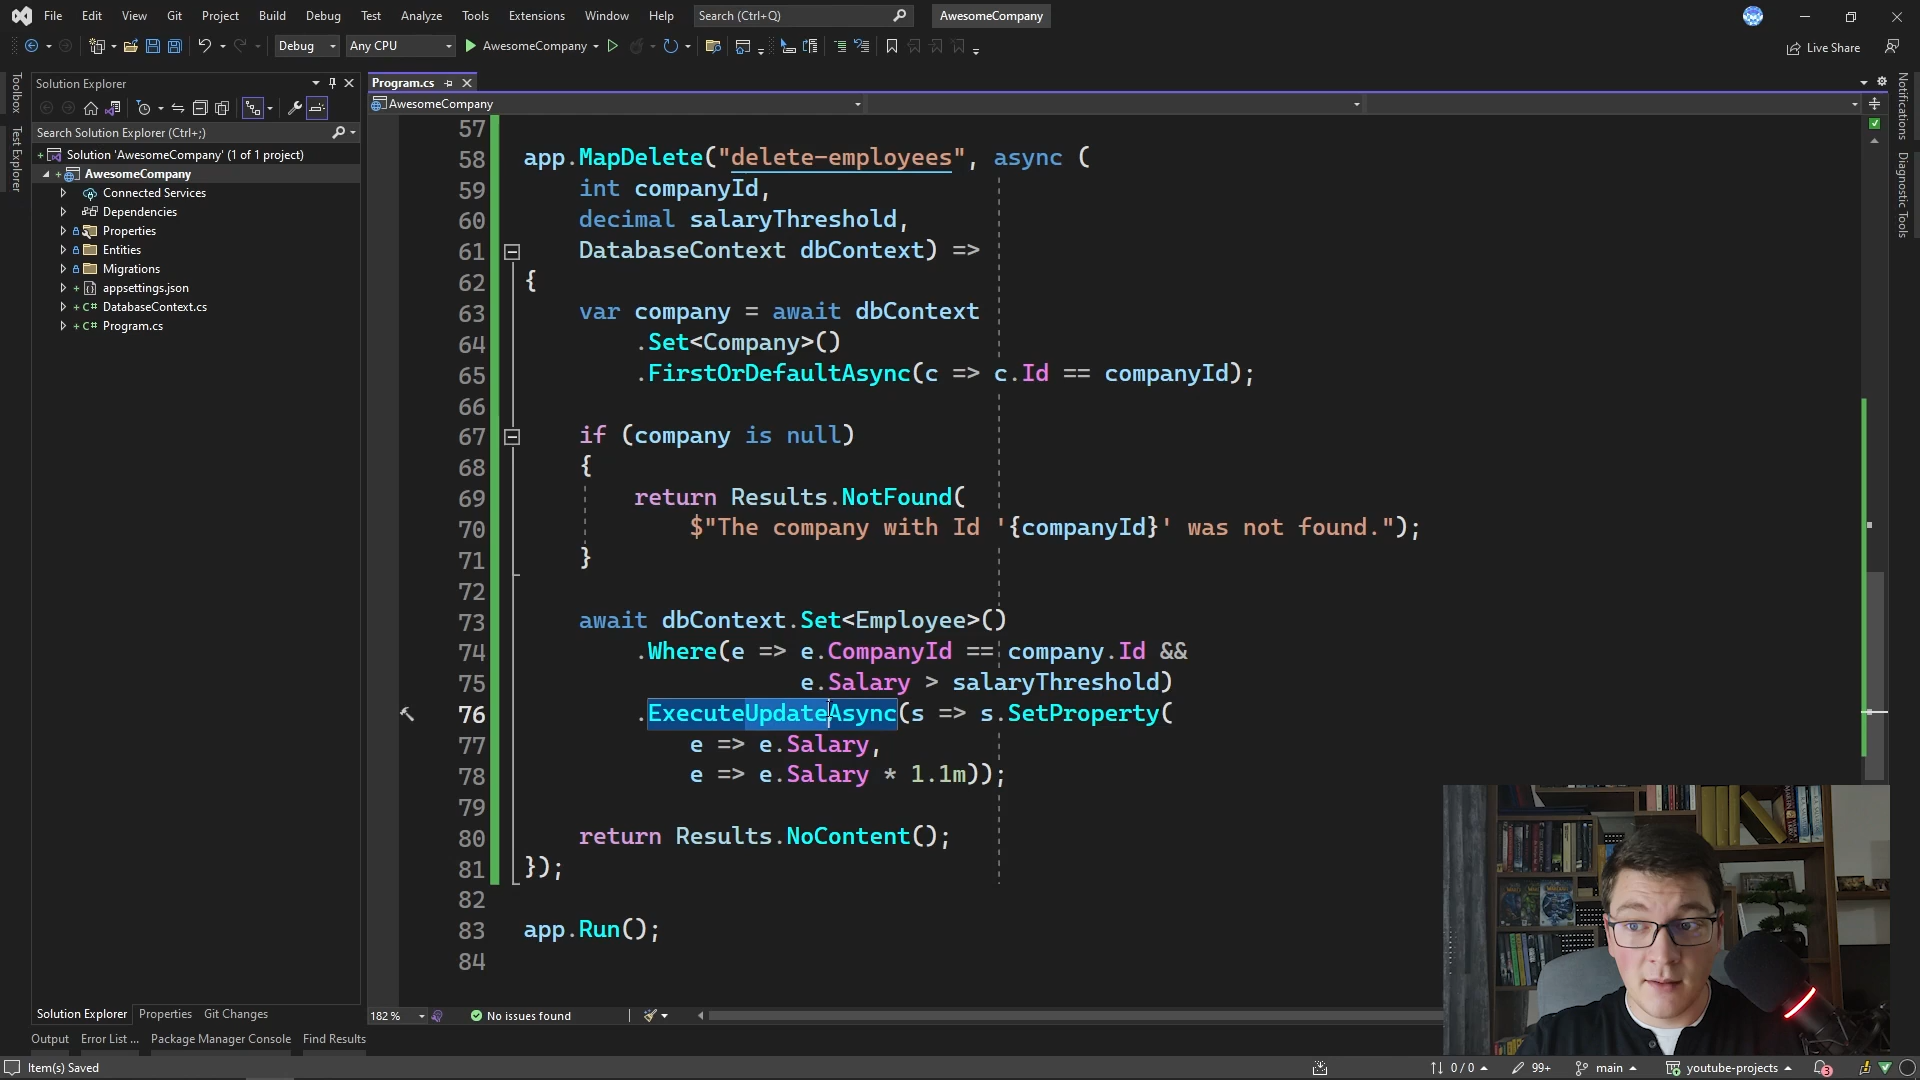 File Edit View Git Project Build Debug Test Analyze Tools Extensions Window Help Search (Ctrl+Q) AwesomeCompany
Debug Any CPU AwesomeCompany Live Share
Toolbox
Test Explorer
Solution Explorer
Search Solution Explorer (Ctrl+;)
Solution 'AwesomeCompany' (1 of 1 project)
AwesomeCompany
Connected Services
Dependencies
Properties
Entities
Migrations
appsettings.json
C# DatabaseContext.cs
C# Program.cs
Program.cs
AwesomeCompany
57
58 app.MapDelete("delete-employees", async (
59 int companyId,
60 decimal salaryThreshold,
61 DatabaseContext dbContext) =>
62 {
63 var company = await dbContext
64 .Set<Company>()
65 .FirstOrDefaultAsync(c => c.Id == companyId);
66
67 if (company is null)
68 {
69 return Results.NotFound(
70 $"The company with Id '{companyId}' was not found.");
71 }
72
73 await dbContext.Set<Employee>()
74 .Where(e => e.CompanyId == company.Id &&
75 e.Salary > salaryThreshold)
76 .ExecuteUpdateAsync(s => s.SetProperty(
77 e => e.Salary,
78 e => e.Salary * 1.1m));
79
80 return Results.NoContent();
81 });
82
83 app.Run();
84
Notifications
Diagnostic Tools
182 % No issues found
Solution Explorer Properties Git Changes
Output Error List ... Package Manager Console Find Results
Item(s) Saved 0 / 0 99+ main youtube-projects 3